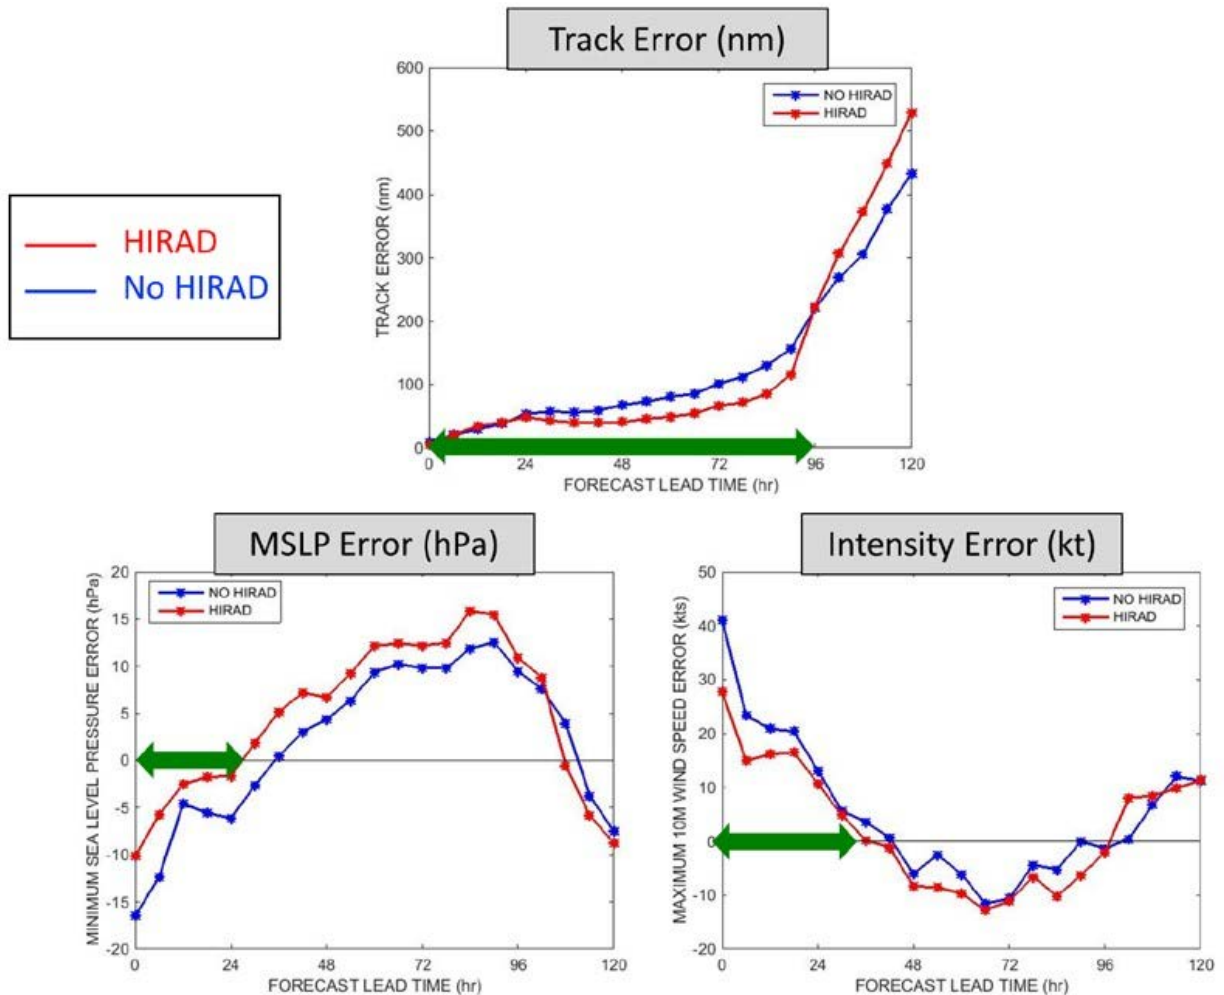 Track Error (nm)
600
500
400
300
200
100
0
TRACK ERROR (nm)
NO HIRAD
HIRAD
0 24 48 72 96 120
FORECAST LEAD TIME (hr)
HIRAD
No HIRAD
MSLP Error (hPa)
20
15
10
5
0
-5
-10
-15
-20
MINIMUM SEA LEVEL PRESSURE ERROR (hPa)
NO HIRAD
HIRAD
0 24 48 72 96 120
FORECAST LEAD TIME (hr)
Intensity Error (kt)
50
40
30
20
10
0
-10
-20
MAXIMUM 10M WIND SPEED ERROR (kts)
NO HIRAD
HIRAD
0 24 48 72 96 120
FORECAST LEAD TIME (hr)